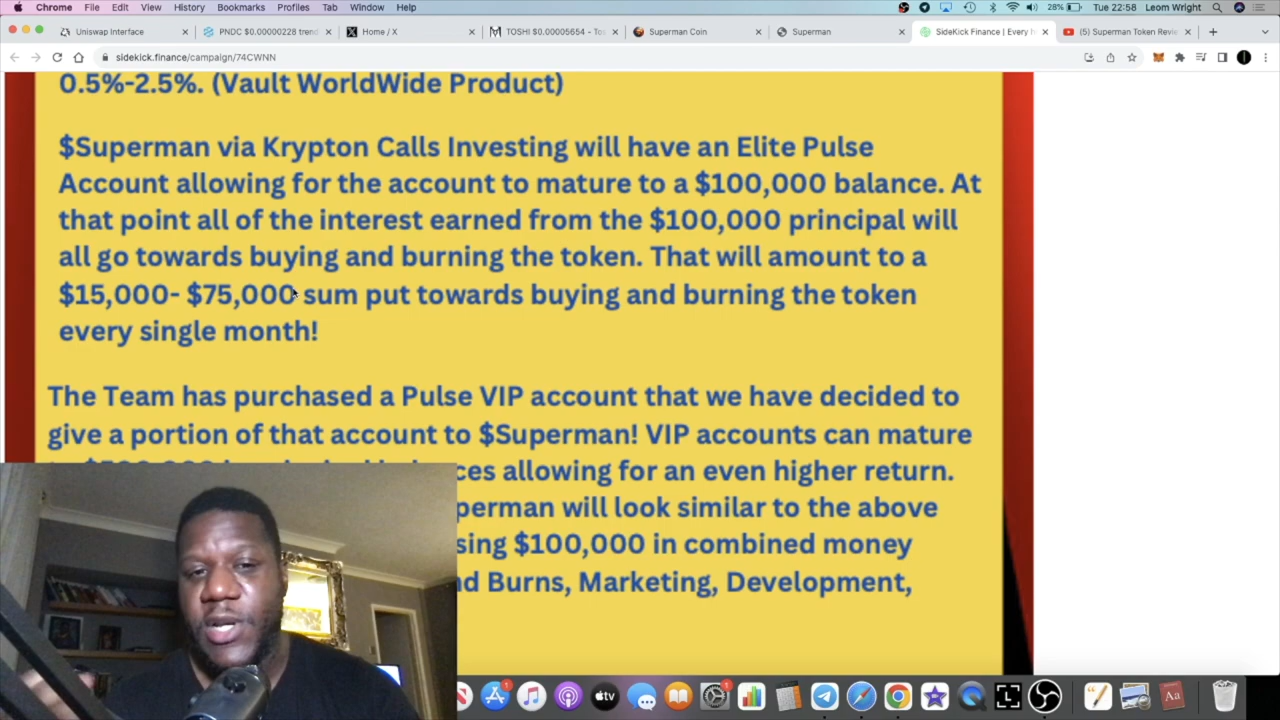 Chrome File Edit View History Bookmarks Profiles Tab Window Help 28% Tue 22:58 Leom Wright
Uniswap Interface PNDC $0.00000228 trend Home / X TOSHI $0.00005654 - To Superman Coin Superman SideKick Finance | Every h (5) Superman Token Revie
sidekick.finance/campaign/74CWNN
0.5%-2.5%. (Vault WorldWide Product)
$Superman via Krypton Calls Investing will have an Elite Pulse
Account allowing for the account to mature to a $100,000 balance. At
that point all of the interest earned from the $100,000 principal will
all go towards buying and burning the token. That will amount to a
$15,000- $75,000 sum put towards buying and burning the token
every single month!
The Team has purchased a Pulse VIP account that we have decided to
give a portion of that account to $Superman! VIP accounts can mature
allowing for an even higher return.
will look similar to the above
$100,000 in combined money
Burns, Marketing, Development,
tv
Aa